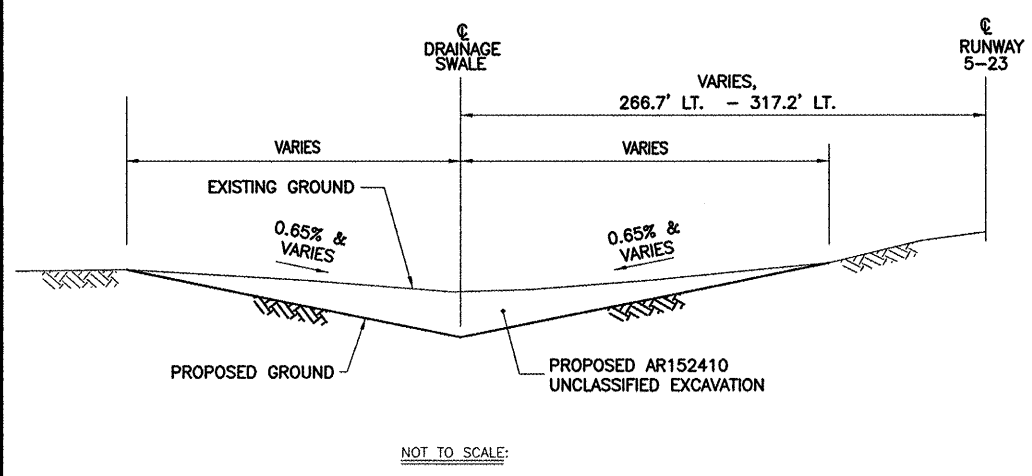 ℄
DRAINAGE
SWALE
℄
RUNWAY
5-23
VARIES,
266.7' LT. - 317.2' LT.
VARIES
VARIES
EXISTING GROUND
0.65% &
VARIES
0.65% &
VARIES
PROPOSED GROUND
PROPOSED AR152410
UNCLASSIFIED EXCAVATION
NOT TO SCALE: